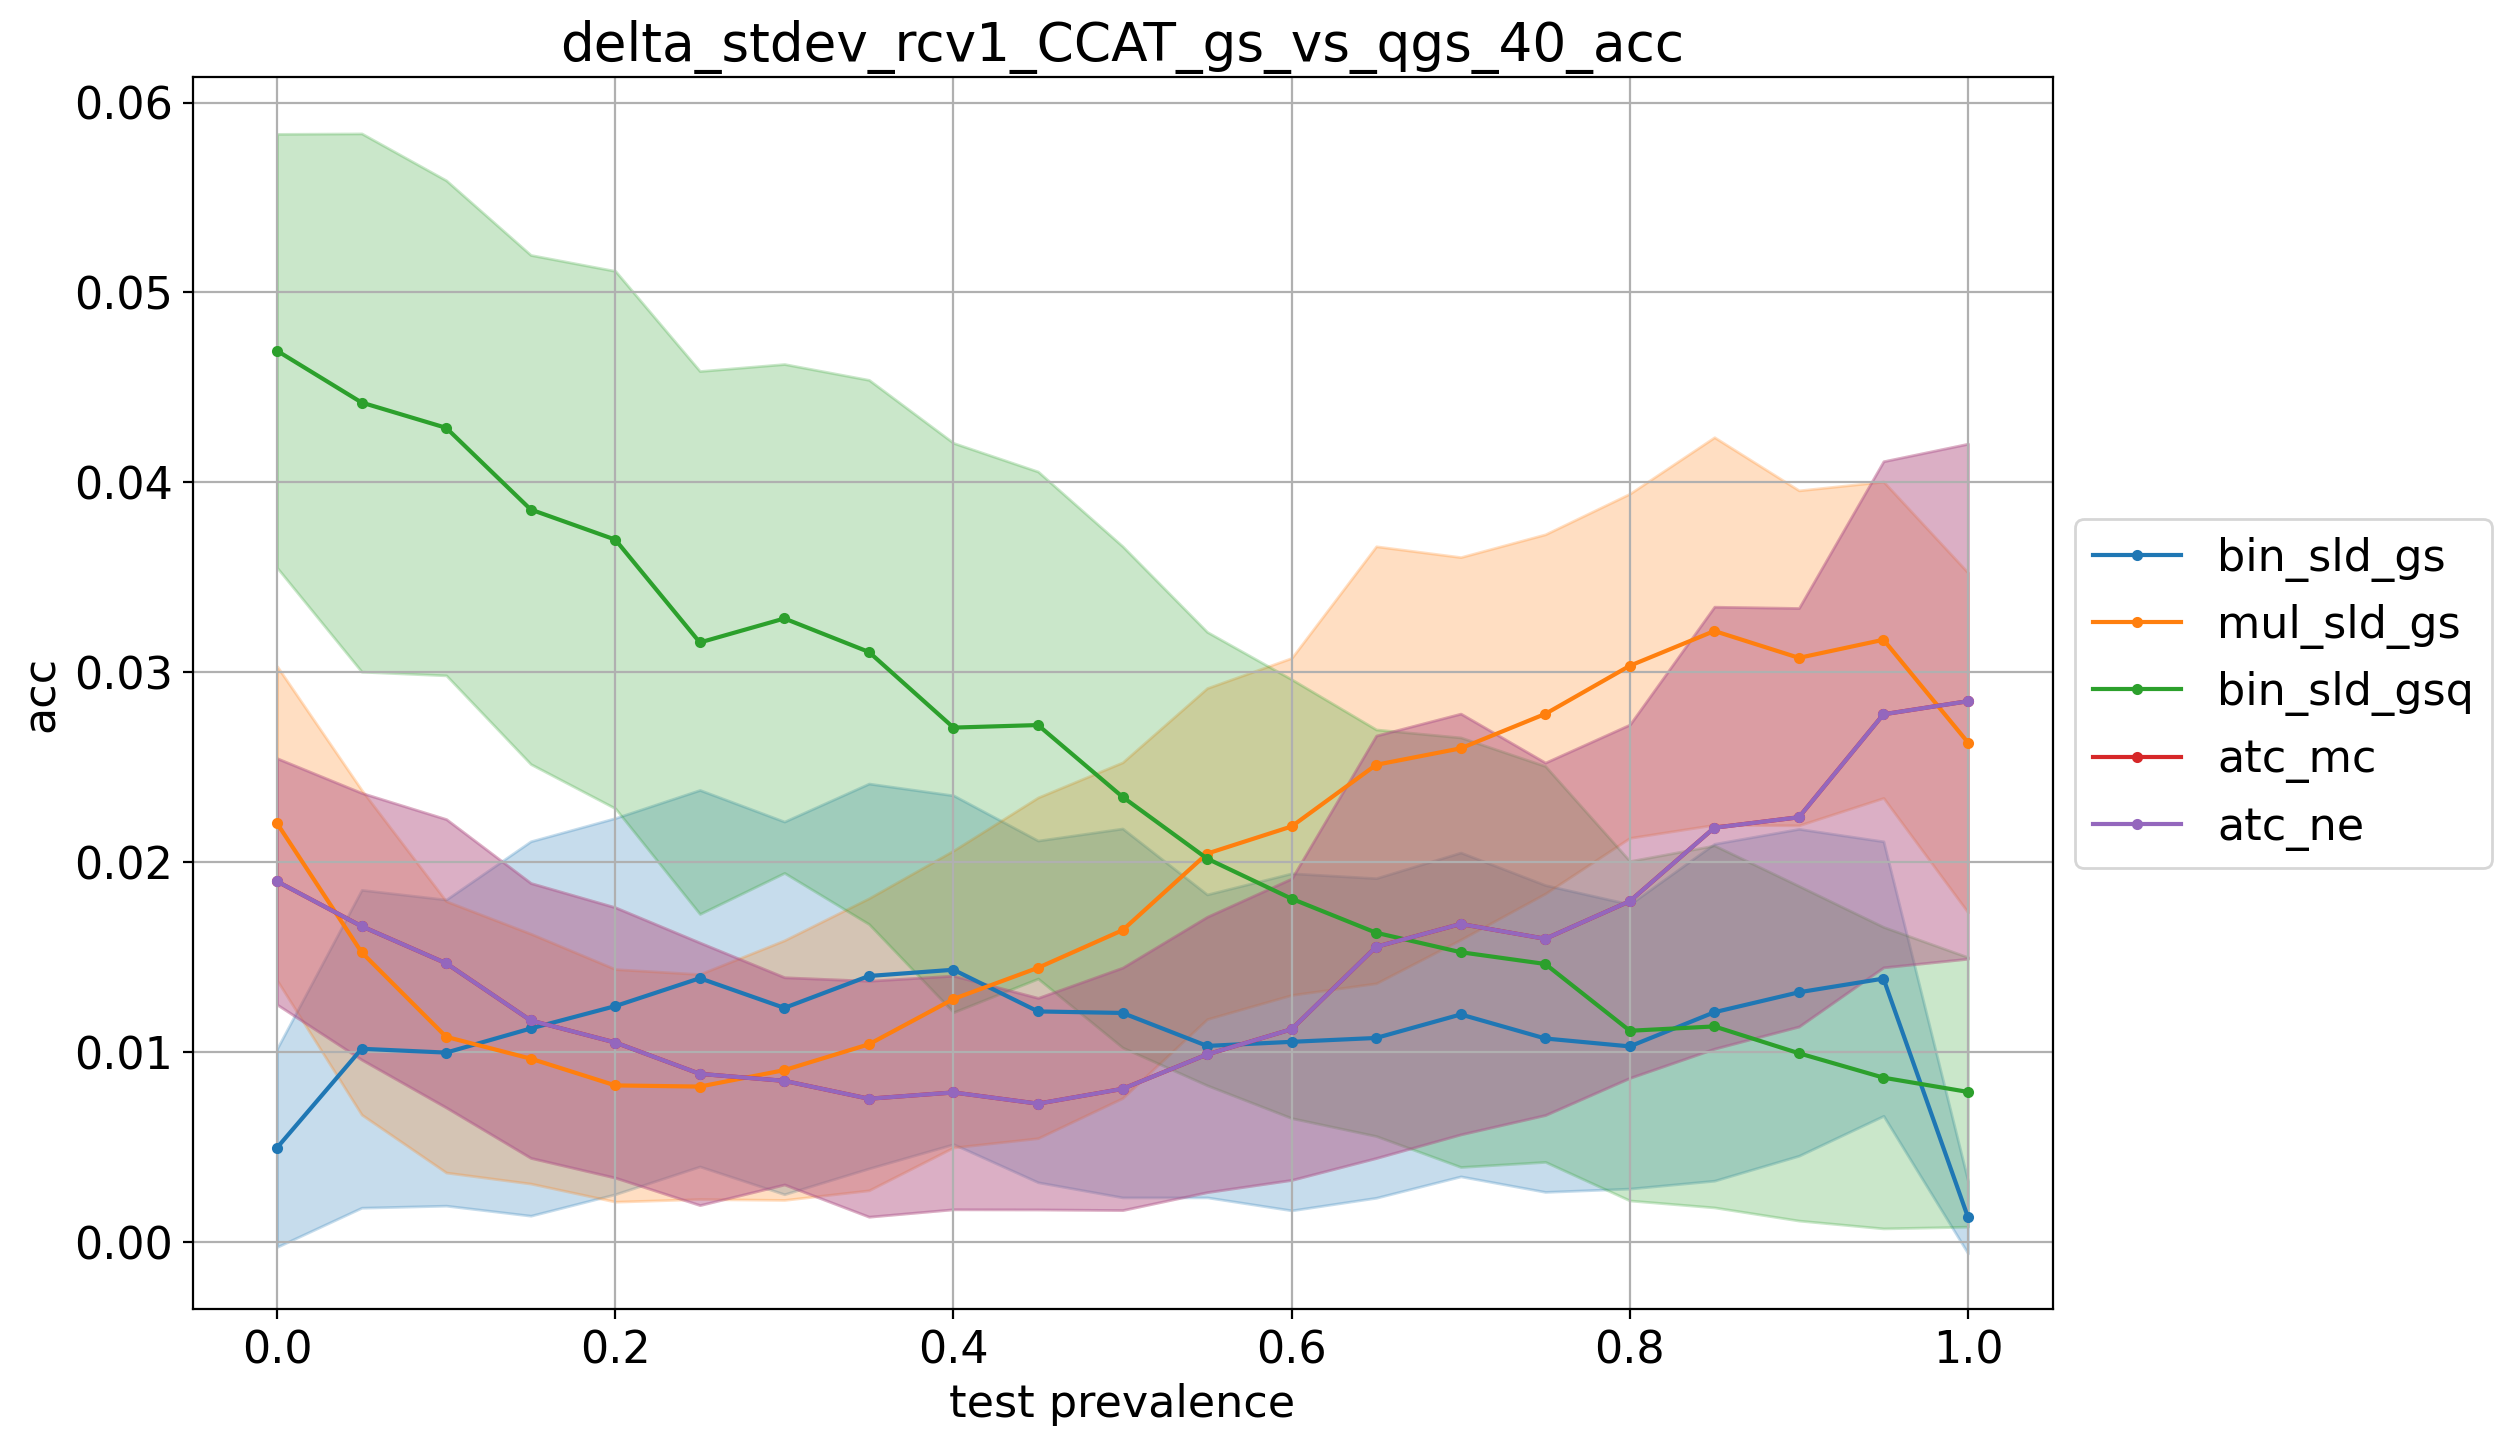 delta_stdev_rcv1_CCAT_gs_vs_qgs_40_acc
0.06
0.05
0.04
0.03
0.02
0.01
0.00
acc
0.0 0.2 0.4 0.6 0.8 1.0
test prevalence
bin_sld_gs
mul_sld_gs
bin_sld_gsq
atc_mc
atc_ne